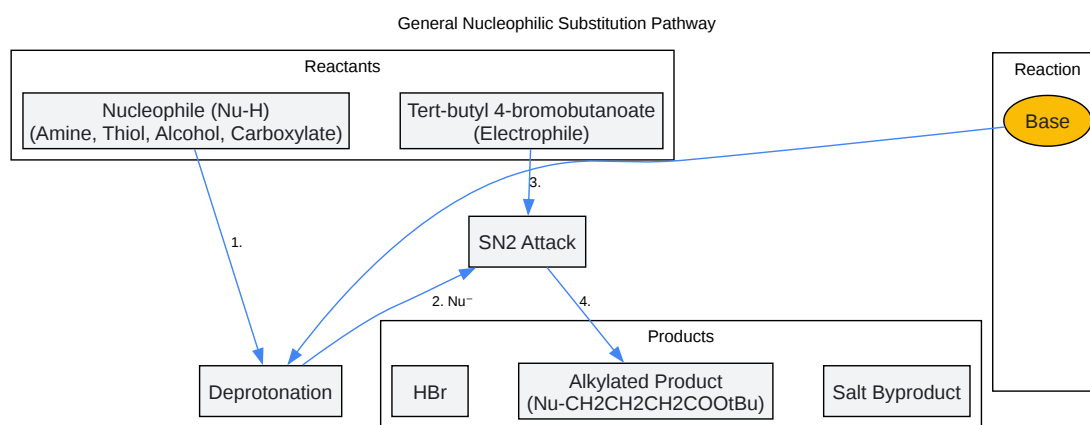 General Nucleophilic Substitution Pathway
Reactants
Reaction
Nucleophile (Nu-H)
(Amine, Thiol, Alcohol, Carboxylate)
Tert-butyl 4-bromobutanoate
(Electrophile)
Base
3.
1.
SN2 Attack
2. Nu⁻
4.
Products
Deprotonation
HBr
Alkylated Product
(Nu-CH2CH2CH2COOtBu)
Salt Byproduct